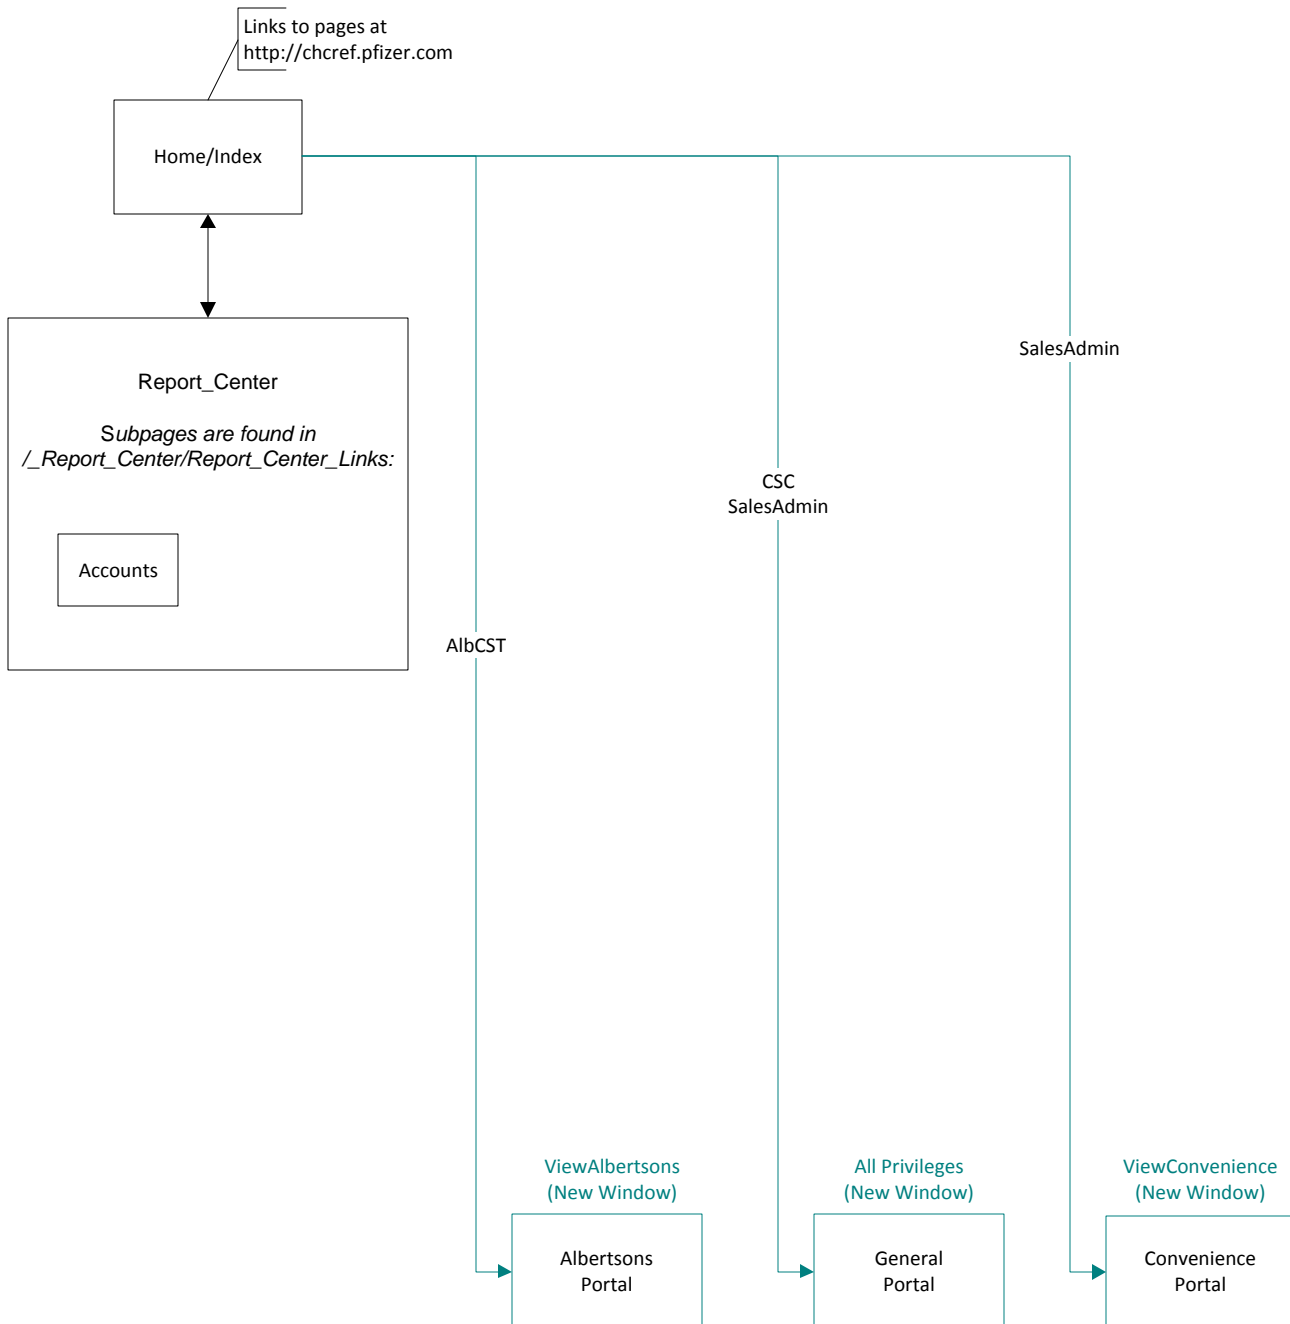 Links to pages at
http://chcref.pfizer.com
Home/Index
SalesAdmin
Report_Center
Subpages are found in
/_Report_Center/Report_Center_Links:
CSC
SalesAdmin
Accounts
AlbCST
ViewAlbertsons
(New Window)
All Privileges
(New Window)
ViewConvenience
(New Window)
Albertsons
Portal
General
Portal
Convenience
Portal